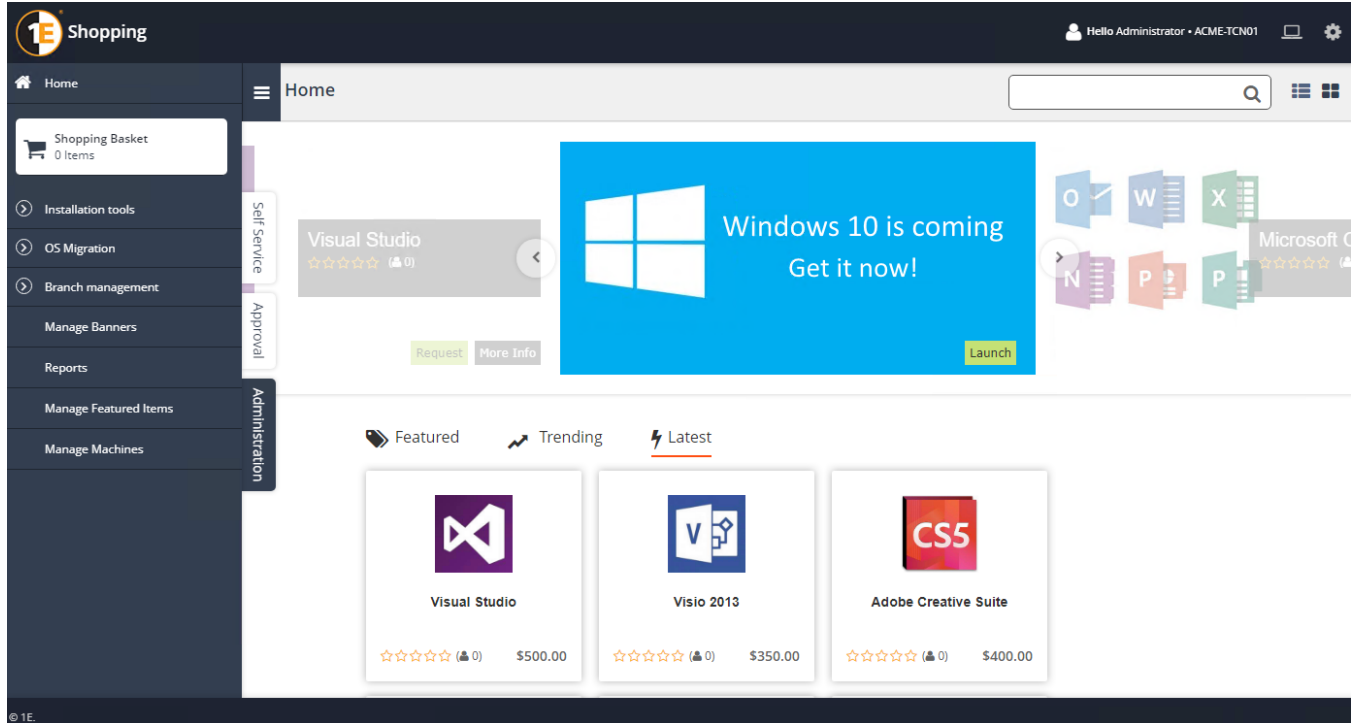 1E Shopping
Hello Administrator • ACME-TCN01
Home
Shopping Basket
0 Items
Installation tools
OS Migration
Branch management
Manage Banners
Reports
Manage Featured Items
Manage Machines
Self Service
Approval
Administration
Home
Visual Studio
(0)
Request
More Info
Windows 10 is coming
Get it now!
Launch
O W X
N P P
Microsoft
Featured
Trending
Latest
Visual Studio
(0) $500.00
V
Visio 2013
(0) $350.00
CS5
Adobe Creative Suite
(0) $400.00
© 1E.